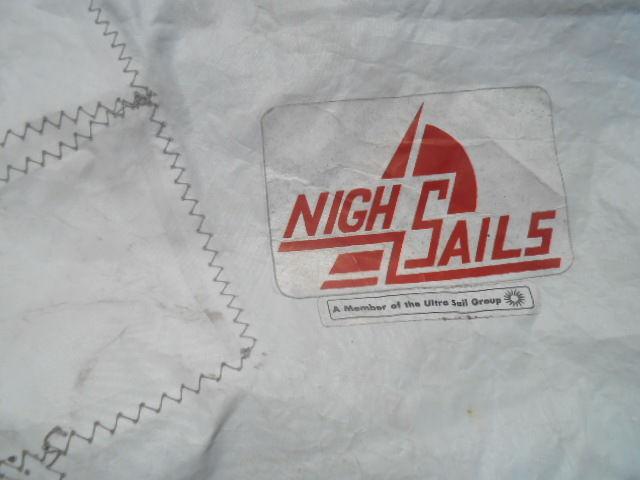 NIGH SAILS
A Member of the Ultra Sail Group